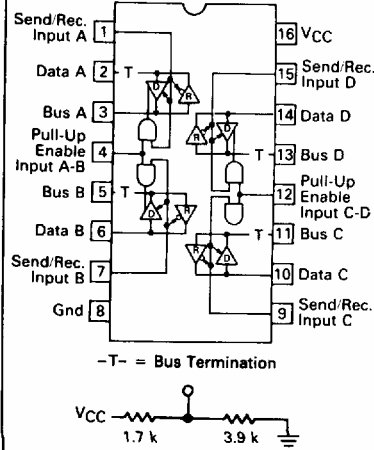 Send/Rec.
Input A
1
16
VCC
Data A
2
T
15
Send/Rec.
Input D
D
R
Bus A
3
14
Data D
R
D
Pull-Up
Enable
Input A-B
4
T
13
Bus D
12
Pull-Up
Enable
Input C-D
Bus B
5
T
D
R
T
11
Bus C
Data B
6
R
D
10
Data C
Send/Rec.
Input B
7
9
Send/Rec.
Input C
Gnd
8
–T– = Bus Termination
VCC
1.7 k
3.9 k